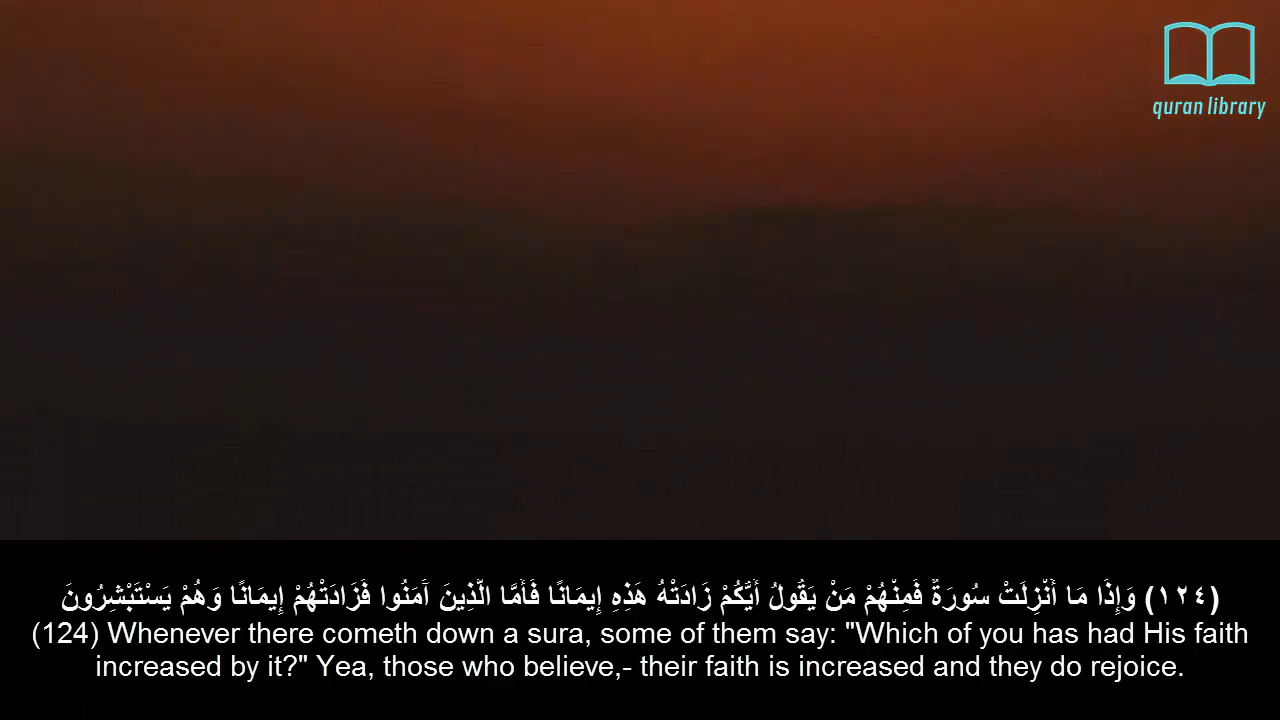 quran library
(١٢٤) وَإِذَا مَا أُنْزِلَتْ سُورَةٌ فَمِنْهُمْ مَنْ يَقُولُ أَيُّكُمْ زَادَتْهُ هَذِهِ إِيمَانًا فَأَمَّا الَّذِينَ آَمَنُوا فَزَادَتْهُمْ إِيمَانًا وَهُمْ يَسْتَبْشِرُونَ
(124) Whenever there cometh down a sura, some of them say: "Which of you has had His faith
increased by it?" Yea, those who believe,- their faith is increased and they do rejoice.